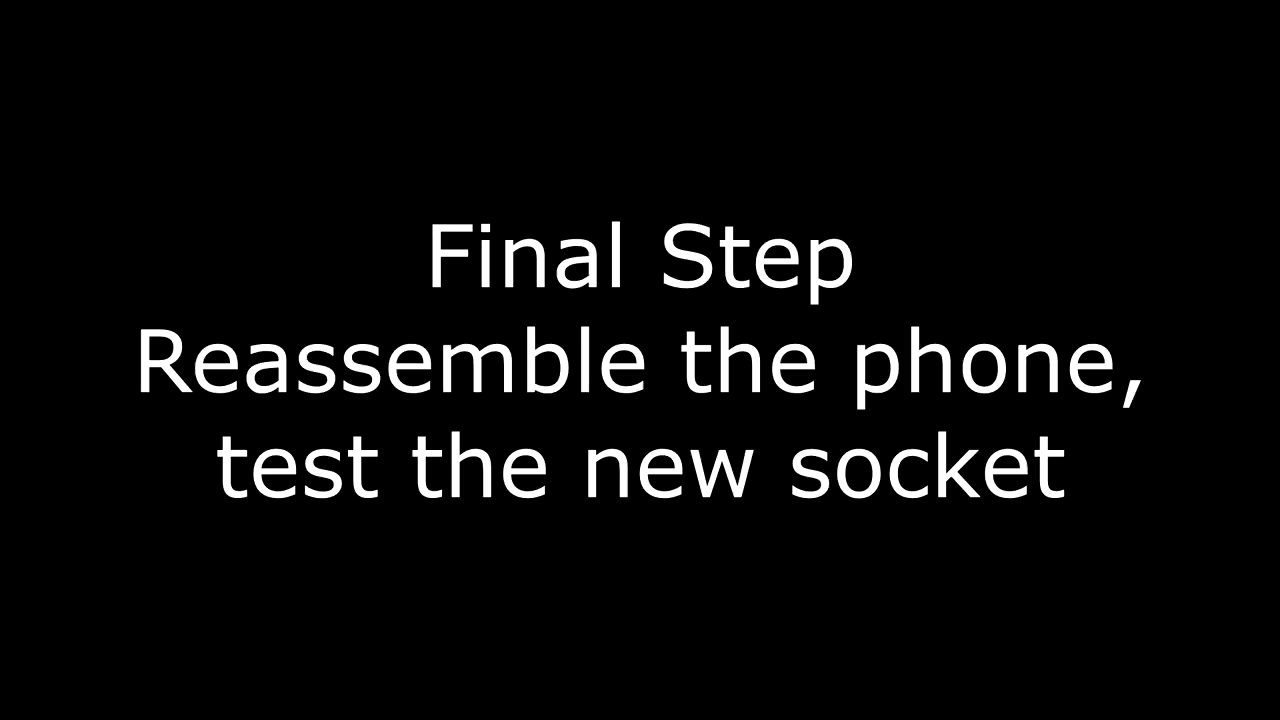 Final Step
Reassemble the phone,
test the new socket